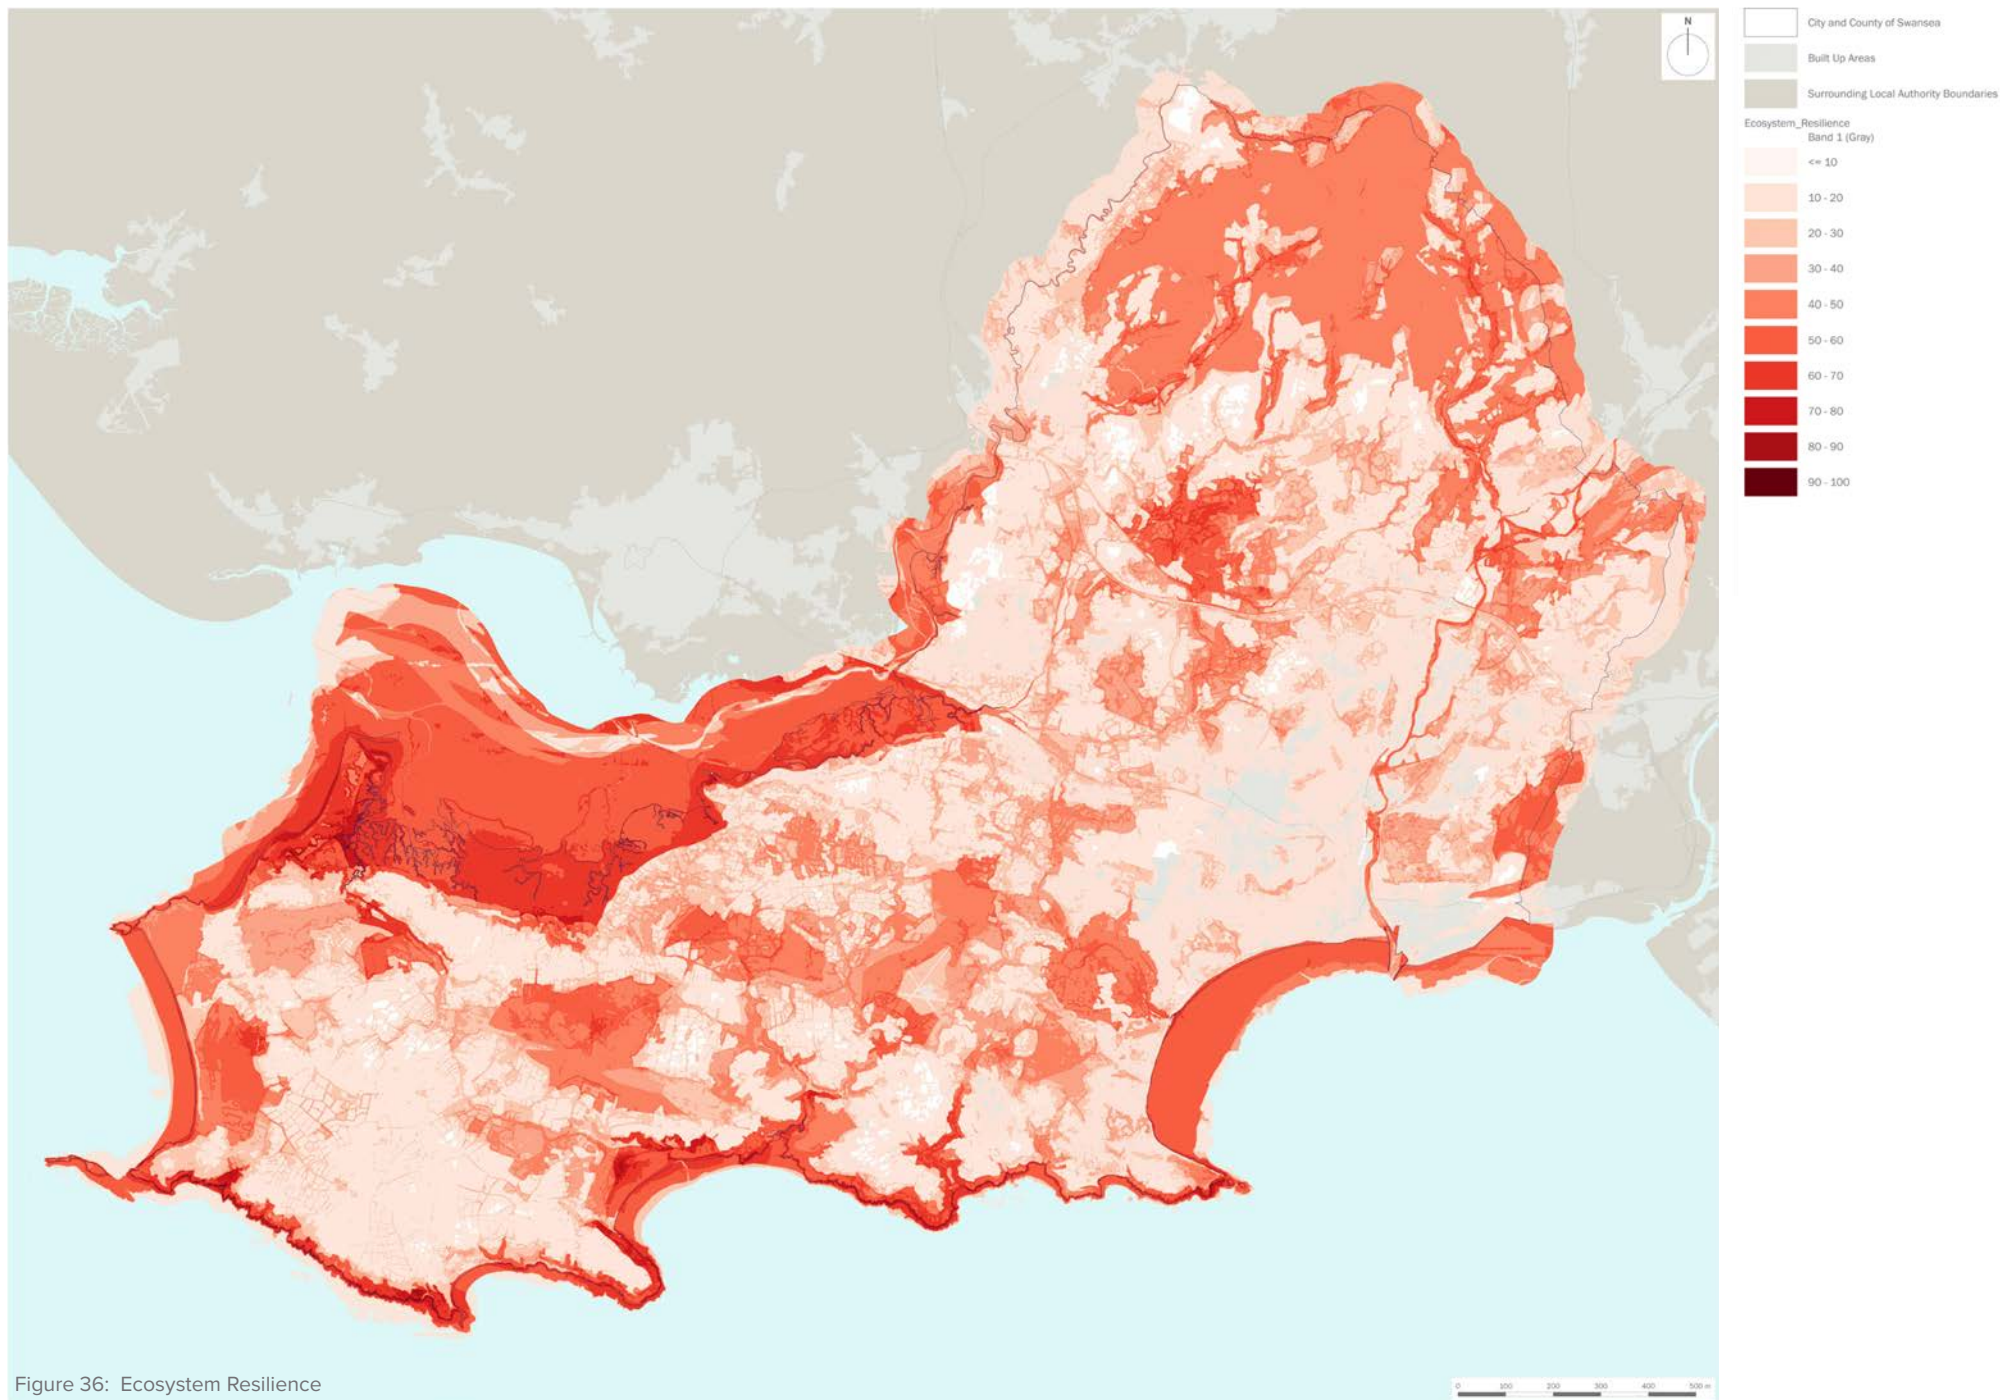 N
City and County of Swansea
Built Up Areas
Surrounding Local Authority Boundaries
Ecosystem_Resilience
Band 1 (Gray)
<= 10
10 - 20
20 - 30
30 - 40
40 - 50
50 - 60
60 - 70
70 - 80
80 - 90
90 - 100
Figure 36: Ecosystem Resilience
0 100 200 300 400 500 m